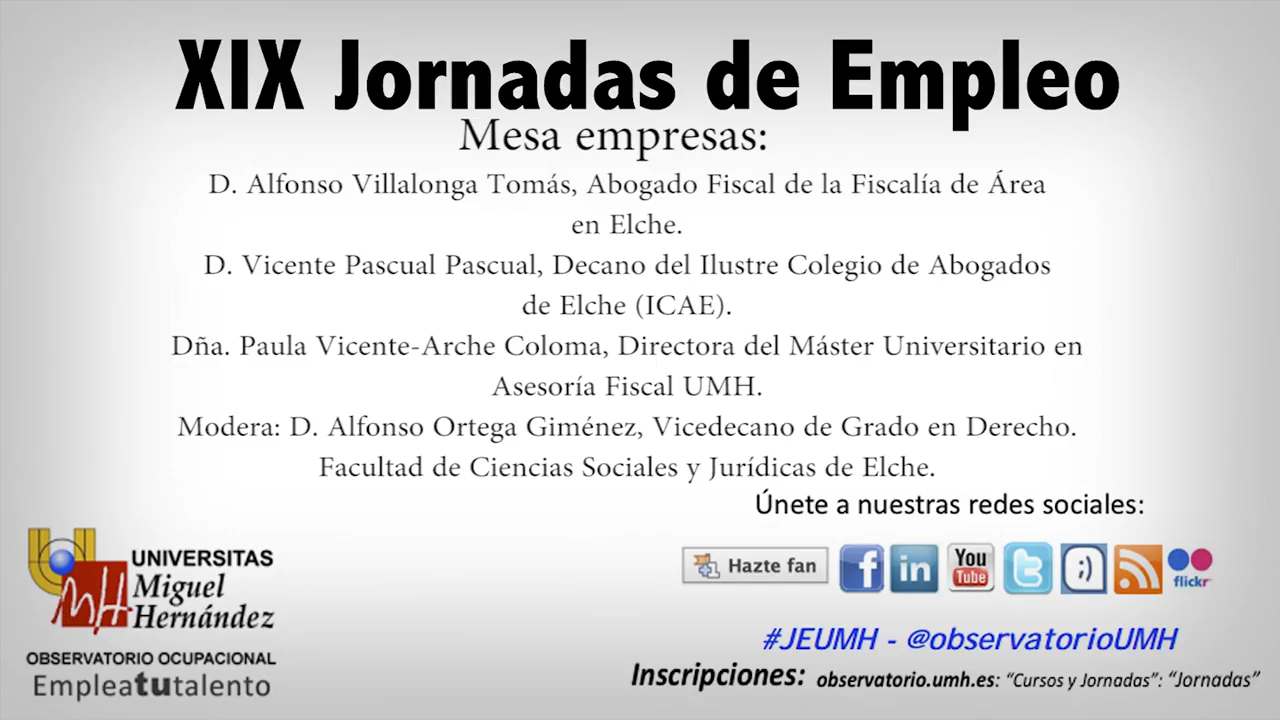 XIX Jornadas de Empleo
Mesa empresas:
D. Alfonso Villalonga Tomás, Abogado Fiscal de la Fiscalía de Área
en Elche.
D. Vicente Pascual Pascual, Decano del Ilustre Colegio de Abogados
de Elche (ICAE).
Dña. Paula Vicente-Arche Coloma, Directora del Máster Universitario en
Asesoría Fiscal UMH.
Modera: D. Alfonso Ortega Giménez, Vicedecano de Grado en Derecho.
Facultad de Ciencias Sociales y Jurídicas de Elche.
Únete a nuestras redes sociales:
Hazte fan
f
in
You
Tube
t
;)
flickr
UNIVERSITAS
Miguel
Hernández
OBSERVATORIO OCUPACIONAL
Empleatutalento
#JEUMH - @observatorioUMH
Inscripciones: observatorio.umh.es: “Cursos y Jornadas”: “Jornadas”